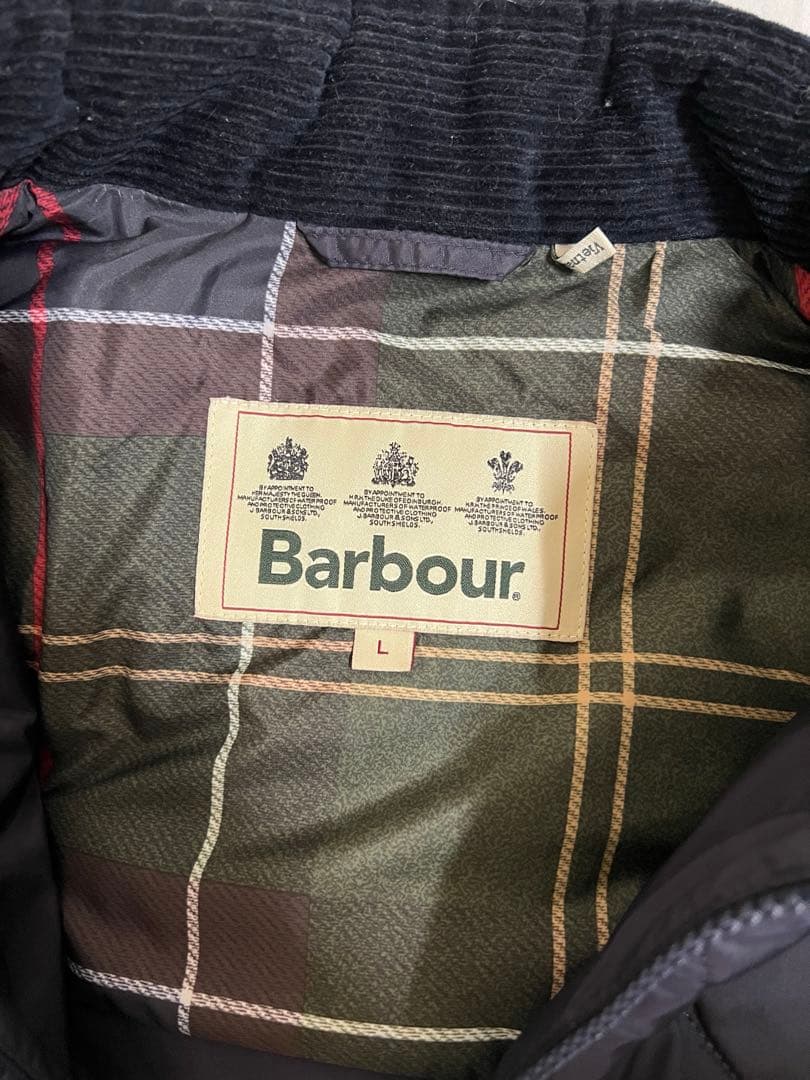 Vietna
BY APPOINTMENT TO
HER MAJESTY THE QUEEN.
MANUFACTURERS OF WATERPROOF
AND PROTECTIVE CLOTHING
J. BARBOUR & SONS LTD.,
SOUTH SHIELDS.
BY APPOINTMENT TO
H.R.H. THE DUKE OF EDINBURGH.
MANUFACTURERS OF WATERPROOF
AND PROTECTIVE CLOTHING
J. BARBOUR & SONS LTD.,
SOUTH SHIELDS.
BY APPOINTMENT TO
H.R.H. THE PRINCE OF WALES.
MANUFACTURERS OF WATERPROOF
AND PROTECTIVE CLOTHING
J. BARBOUR & SONS LTD.,
SOUTH SHIELDS.
Barbour®
L